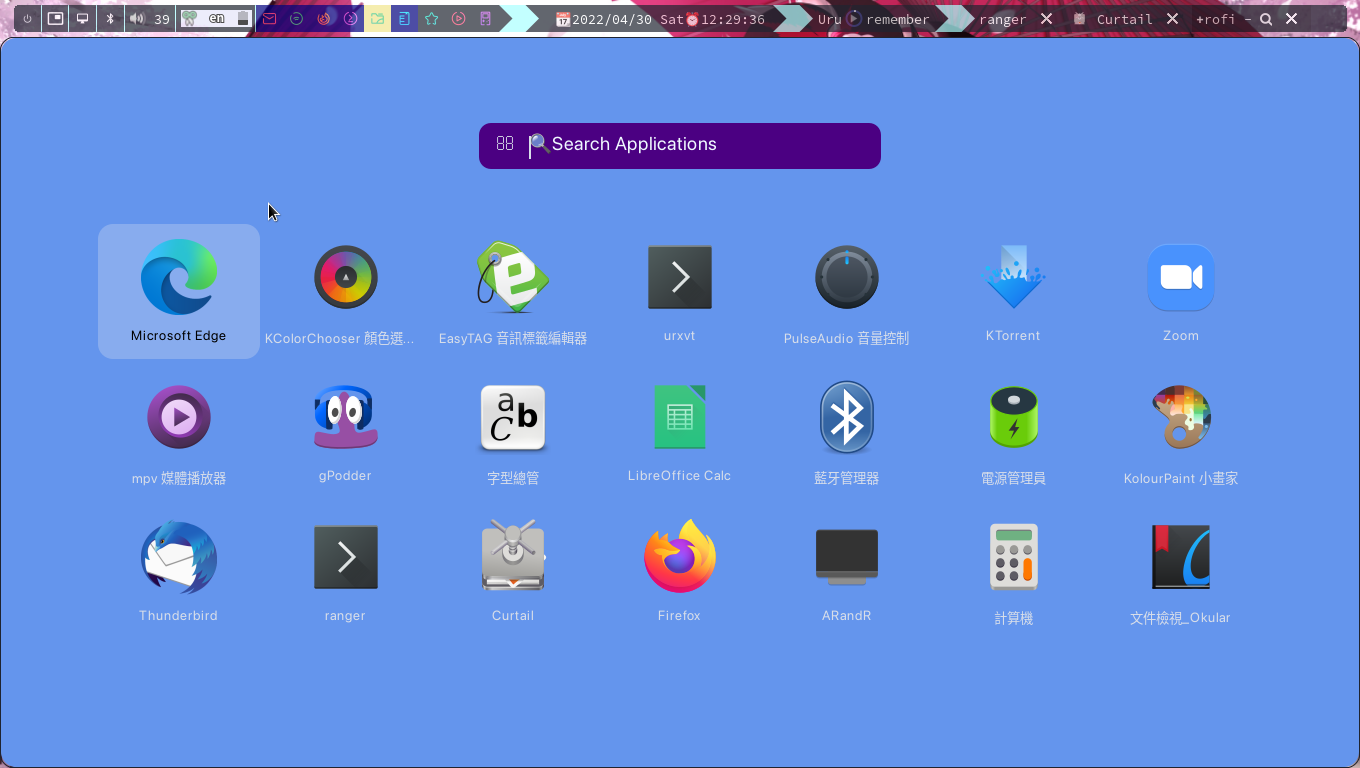 39 en 2022/04/30 Sat 12:29:36 Uru remember ranger Curtail +rofi -
Search Applications
Microsoft Edge
KColorChooser 顏色選...
EasyTAG 音訊標籤編輯器
urxvt
PulseAudio 音量控制
KTorrent
Zoom
mpv 媒體播放器
gPodder
字型總管
LibreOffice Calc
藍牙管理器
電源管理員
KolourPaint 小畫家
Thunderbird
ranger
Curtail
Firefox
ARandR
計算機
文件檢視_Okular